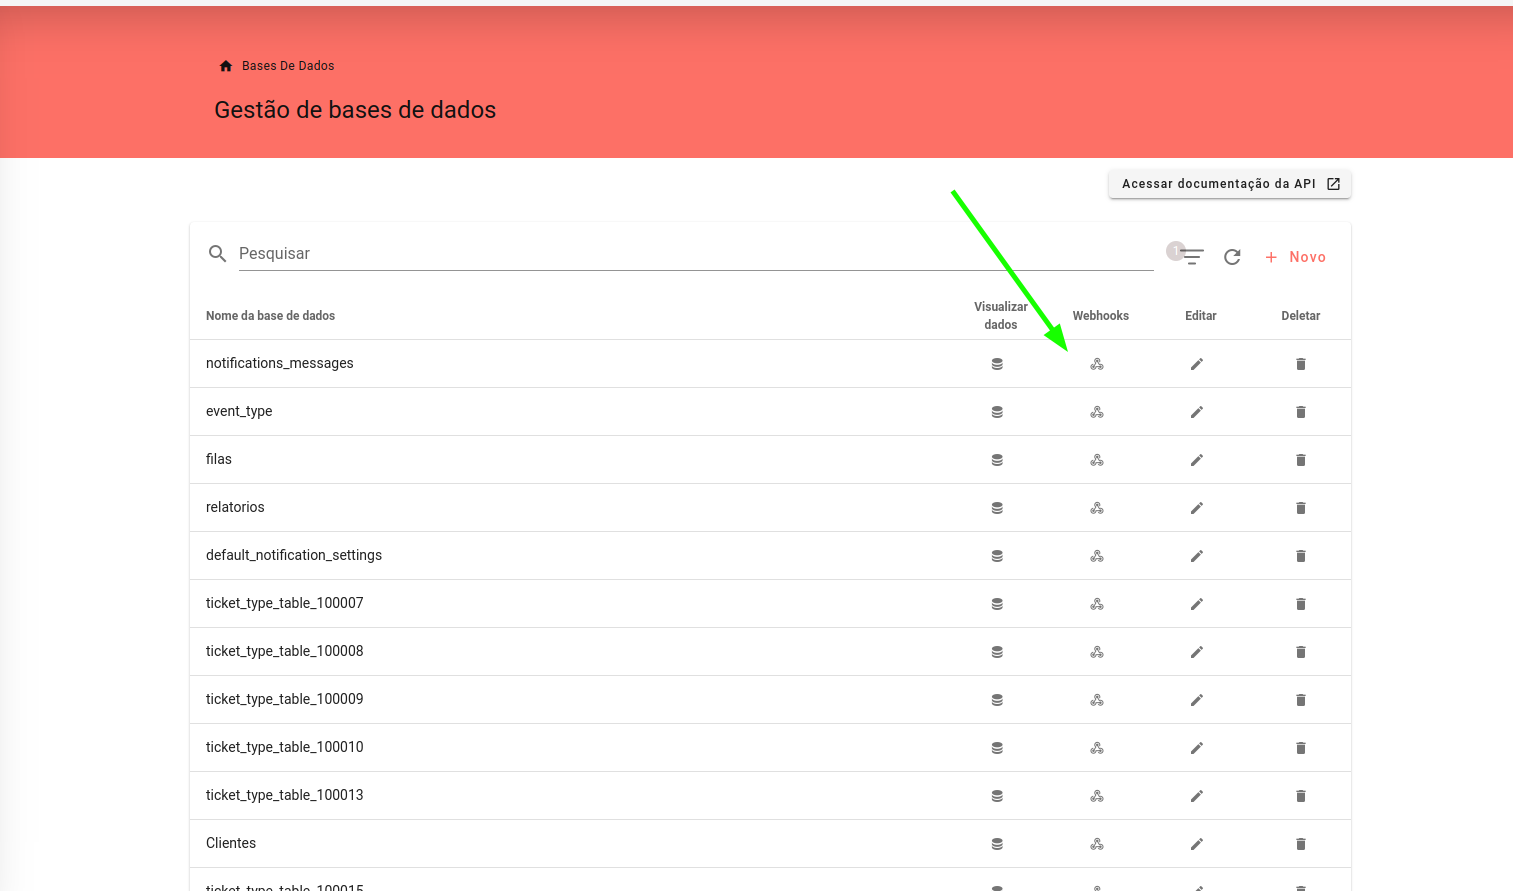 Bases De Dados
Gestão de bases de dados
Acessar documentação da API
Pesquisar
1
+ Novo
Nome da base de dados
Visualizar dados
Webhooks
Editar
Deletar
notifications_messages
event_type
filas
relatorios
default_notification_settings
ticket_type_table_100007
ticket_type_table_100008
ticket_type_table_100009
ticket_type_table_100010
ticket_type_table_100013
Clientes
ticket_type_table_100015